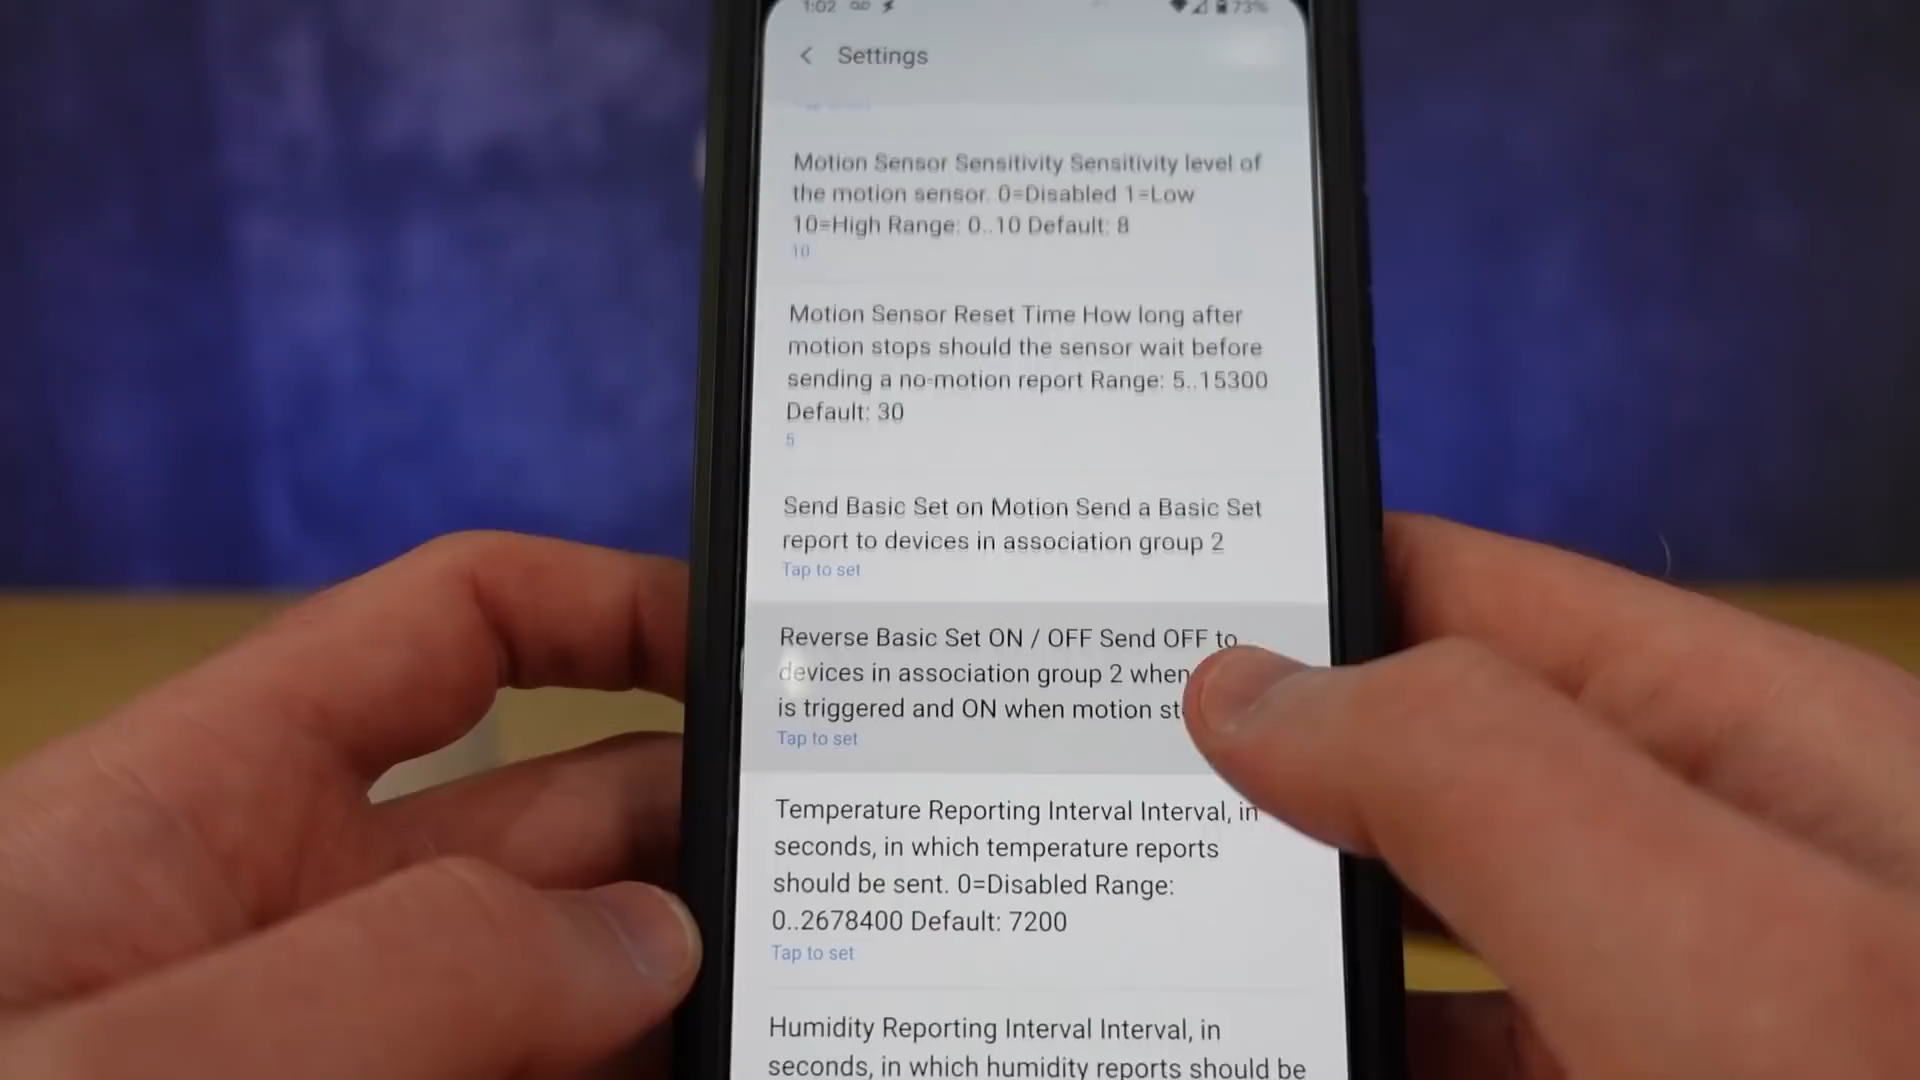 1:02 73%
Settings
Motion Sensor Sensitivity Sensitivity level of
the motion sensor. 0=Disabled 1=Low
10=High Range: 0..10 Default: 8
10
Motion Sensor Reset Time How long after
motion stops should the sensor wait before
sending a no-motion report Range: 5..15300
Default: 30
5
Send Basic Set on Motion Send a Basic Set
report to devices in association group 2
Tap to set
Reverse Basic Set ON / OFF Send OFF to
devices in association group 2 when
is triggered and ON when motion
Tap to set
Temperature Reporting Interval Interval, in
seconds, in which temperature reports
should be sent. 0=Disabled Range:
0..2678400 Default: 7200
Tap to set
Humidity Reporting Interval Interval, in
seconds, in which humidity reports should be